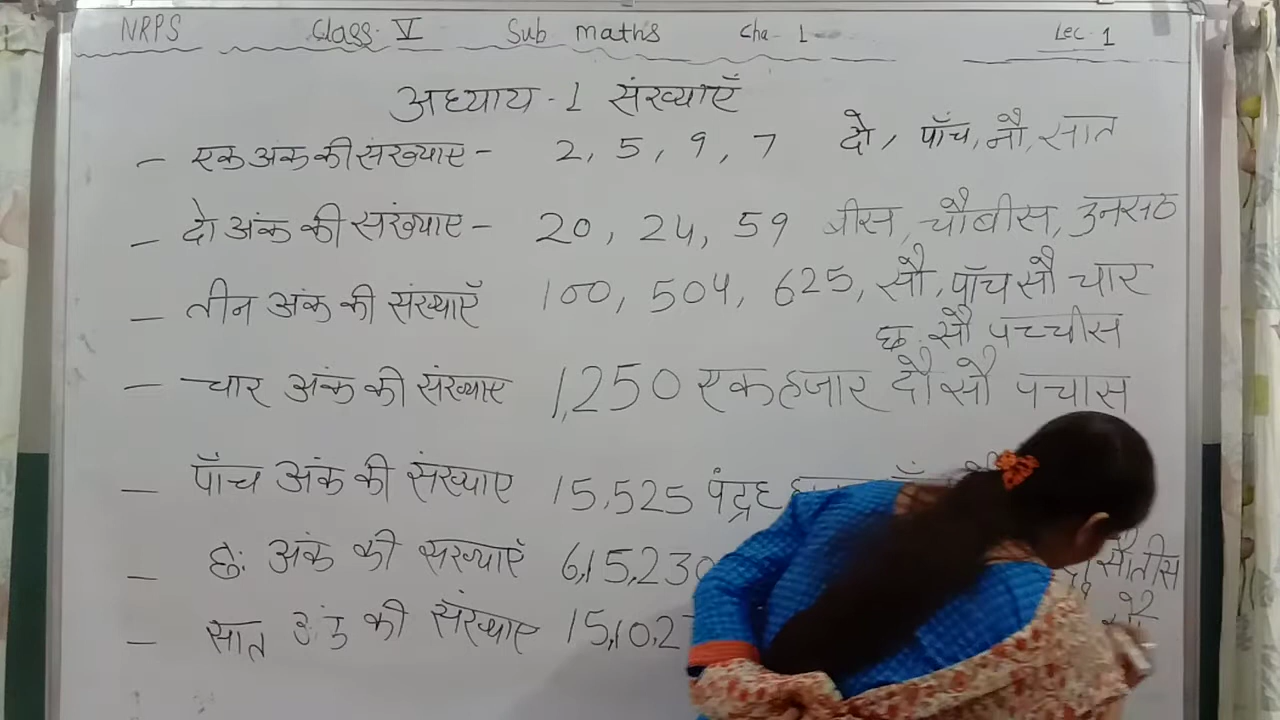 NRPS Class V Sub maths Cha- 1 Lec-1
अध्याय-1 संख्याएँ
- एक अंक की संख्याए - 2, 5, 9, 7 दो, पाँच, नौ, सात
- दो अंक की सख्ंयाए - 20, 24, 59 बीस, चौबीस, उनसठ
- तीन अंक की संख्याएँ 100, 504, 625, सौ, पाँच सौ चार
छ: सौ पच्चीस
- चार अंक की संख्याए 1,250 एक हजार दौ सौ पचास
- पाँच अंक की संख्याए 15,525 पंद्रह
- छ: अंक की संख्याएँ 6,15,230 सौ तीस
- सात अंक की संख्याए 15,10,2